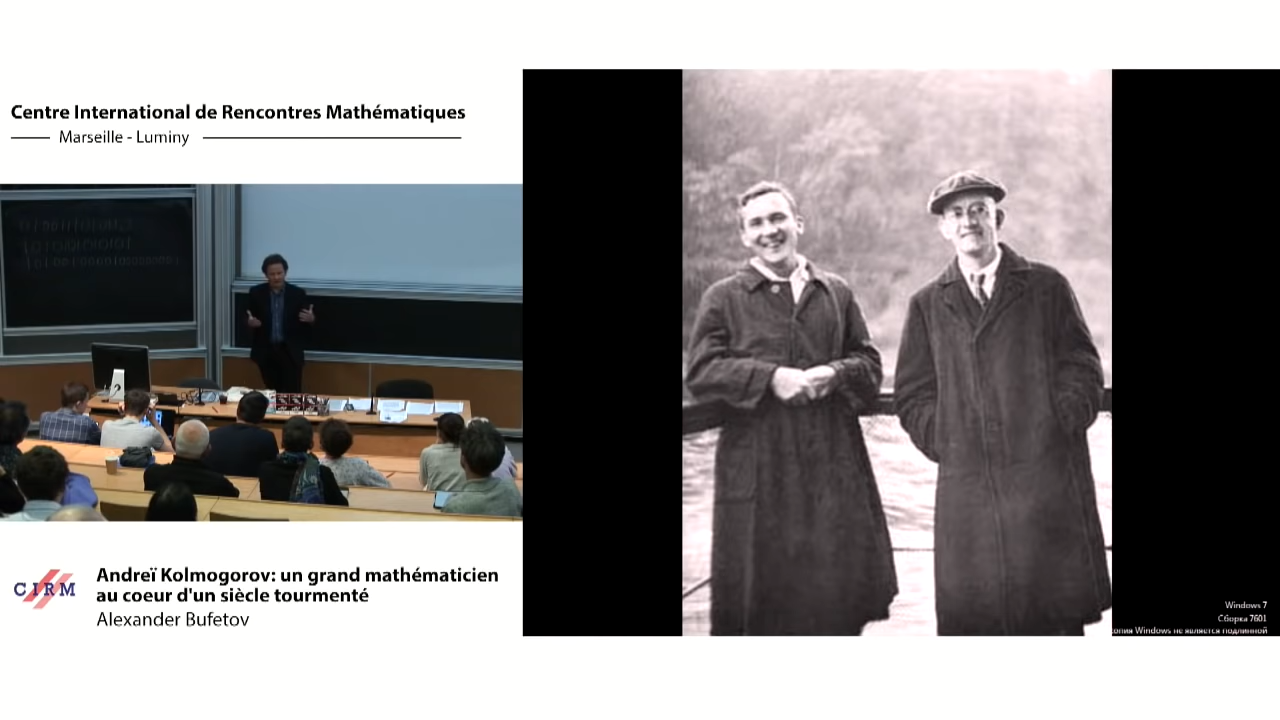 Centre International de Rencontres Mathématiques
Marseille - Luminy
CIRM
Andreï Kolmogorov: un grand mathématicien
au coeur d'un siècle tourmenté
Alexander Bufetov
Windows 7
Сборка 7601
Windows не является подлинной